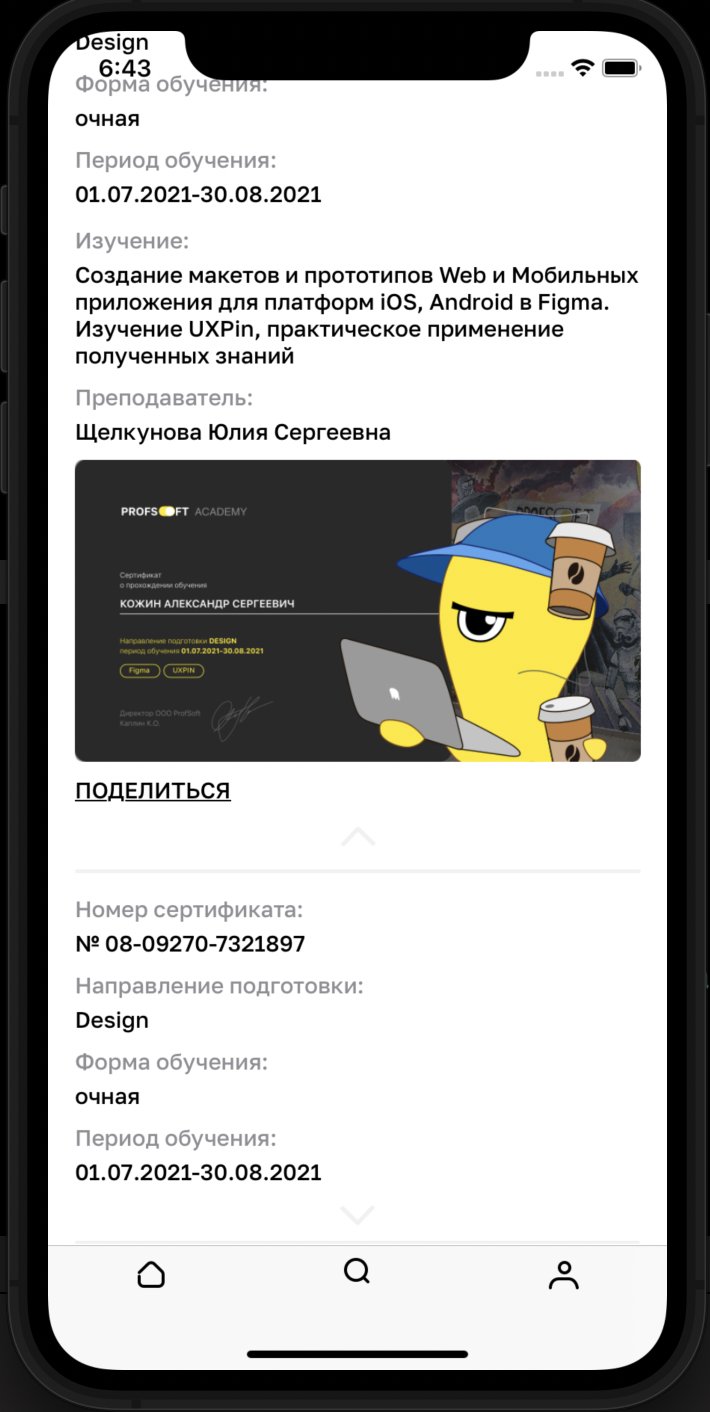 Design
6:43
Форма обучения:
очная
Период обучения:
01.07.2021-30.08.2021
Изучение:
Создание макетов и прототипов Web и Мобильных
приложения для платформ iOS, Android в Figma.
Изучение UXPin, практическое применение
полученных знаний
Преподаватель:
Щелкунова Юлия Сергеевна
PROFSOFT ACADEMY
Сертификат
о прохождении обучения
КОЖИН АЛЕКСАНДР СЕРГЕЕВИЧ
Направление подготовки DESIGN
период обучения 01.07.2021-30.08.2021
Figma UXPIN
Директор ООО ProfSoft
Каплин К.О.
ПОДЕЛИТЬСЯ
Номер сертификата:
№ 08-09270-7321897
Направление подготовки:
Design
Форма обучения:
очная
Период обучения:
01.07.2021-30.08.2021